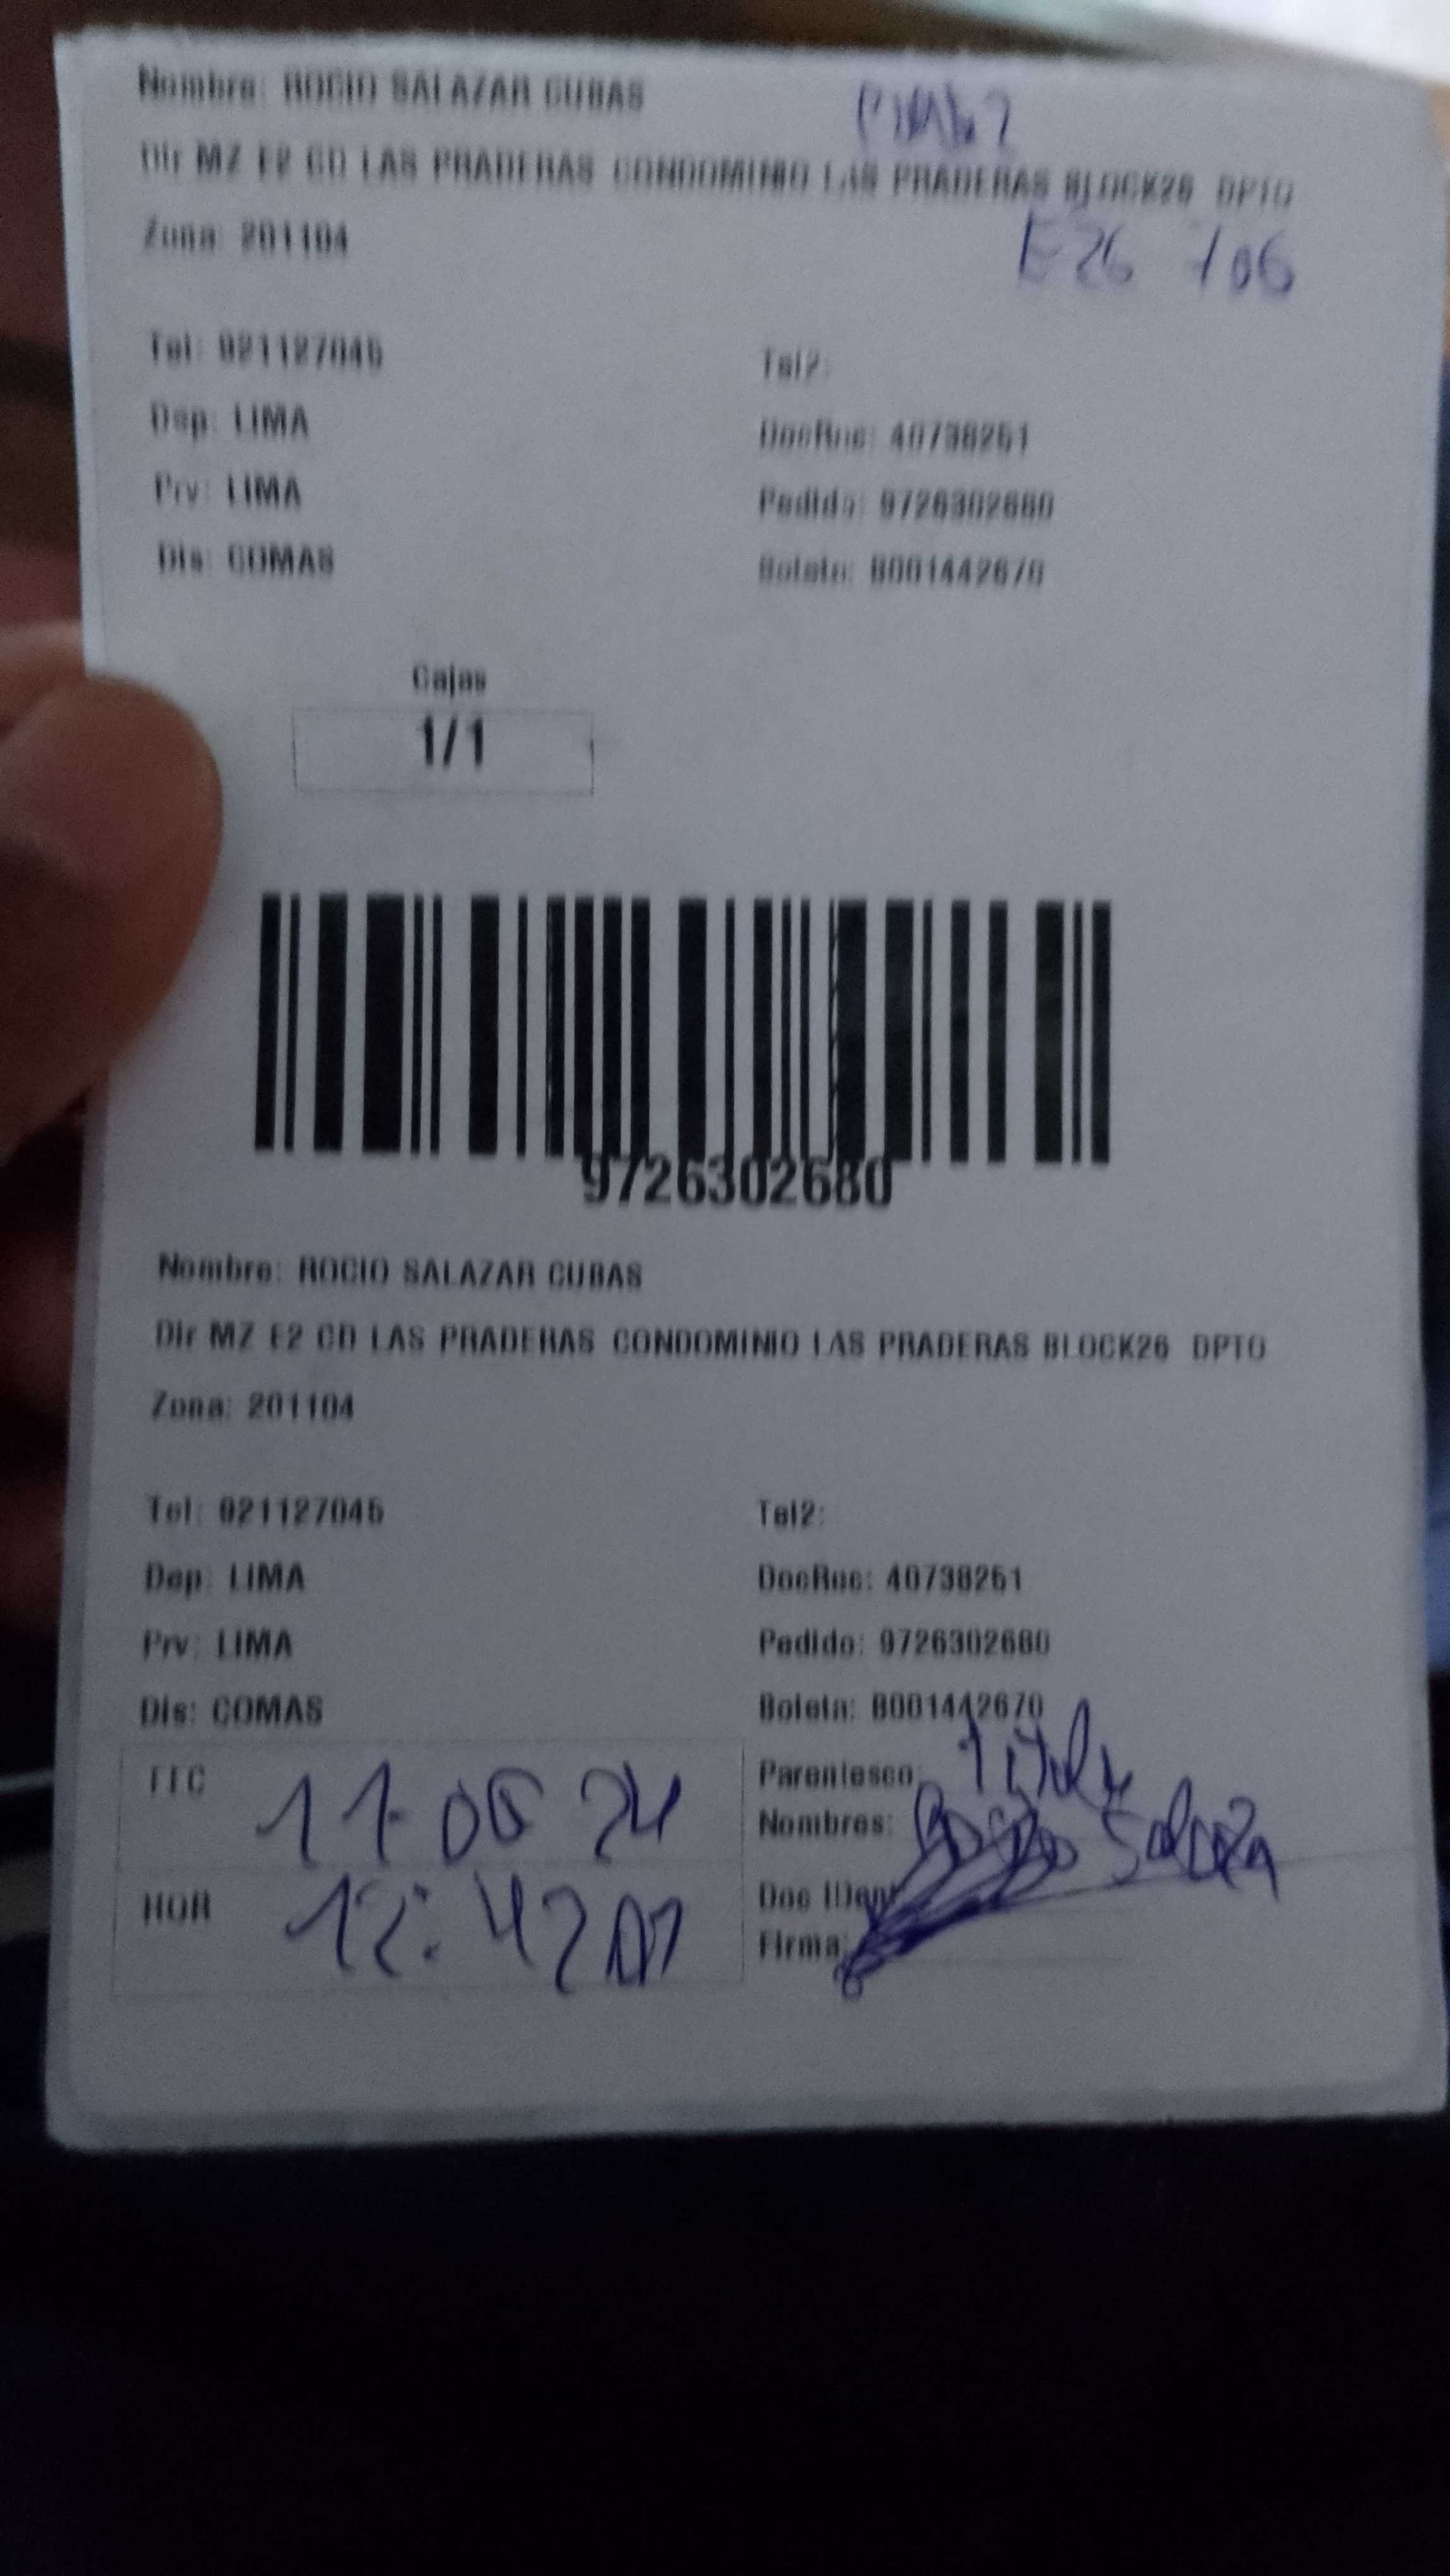 Nombre: ROCIO SALAZAR CUBAS
Dir MZ E2 CD LAS PRADERAS CONDOMINIO LAS PRADERAS BLOCK26 DPTO
Zona: 201104
E26 706
Tel: 921127045 Tel2:
Dep: LIMA DocRuc: 40738251
Prv: LIMA Pedido: 9726302680
Dis: COMAS Boleta: B001442670
Cajas
1/1
9726302680
Nombre: ROCIO SALAZAR CUBAS
Dir MZ E2 CD LAS PRADERAS CONDOMINIO LAS PRADERAS BLOCK26 DPTO
Zona: 201104
Tel: 921127045 Tel2:
Dep: LIMA DocRuc: 40738251
Prv: LIMA Pedido: 9726302680
Dis: COMAS Boleta: B001442670
11 06 24 Parentesco:
Nombres:
HOR 12:42 Doc IDent
Firma: